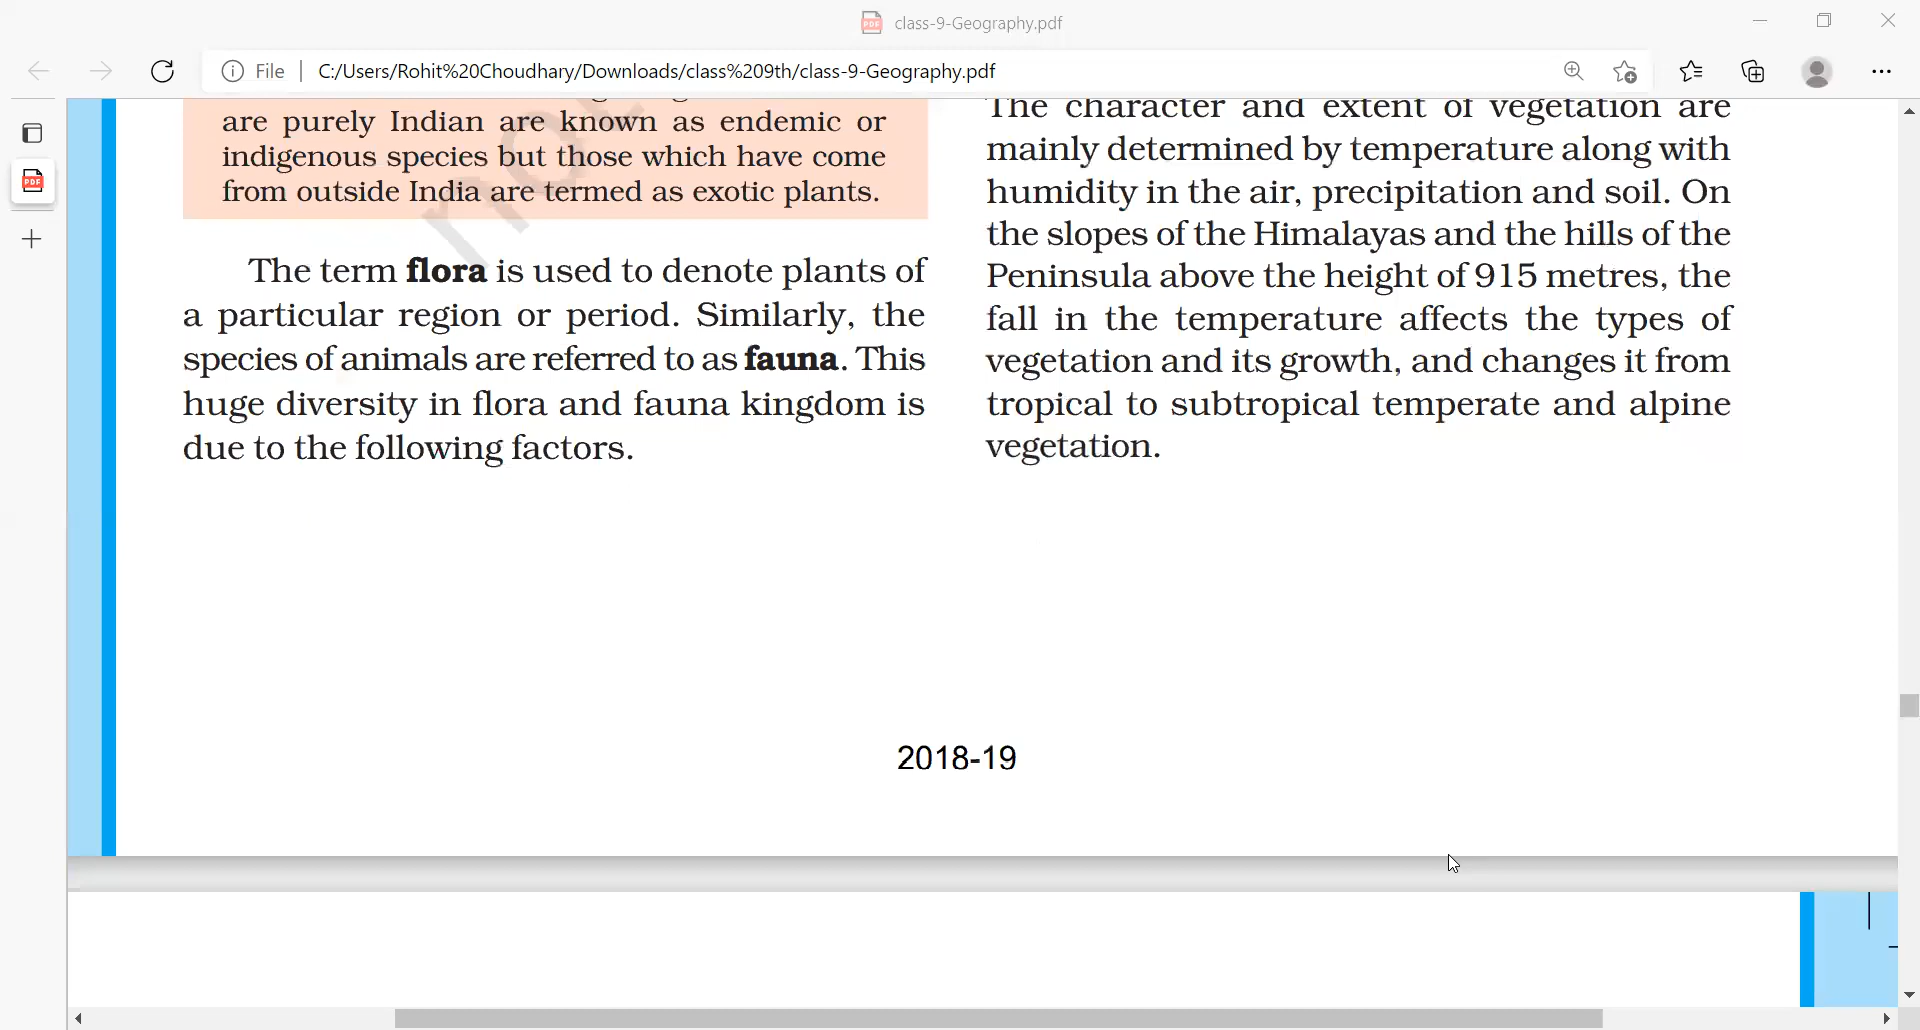 class-9-Geography.pdf
File
C:/Users/Rohit%20Choudhary/Downloads/class%209th/class-9-Geography.pdf
are purely Indian are known as endemic or
indigenous species but those which have come
from outside India are termed as exotic plants.
The term flora is used to denote plants of
a particular region or period. Similarly, the
species of animals are referred to as fauna. This
huge diversity in flora and fauna kingdom is
due to the following factors.
The character and extent of vegetation are
mainly determined by temperature along with
humidity in the air, precipitation and soil. On
the slopes of the Himalayas and the hills of the
Peninsula above the height of 915 metres, the
fall in the temperature affects the types of
vegetation and its growth, and changes it from
tropical to subtropical temperate and alpine
vegetation.
2018-19